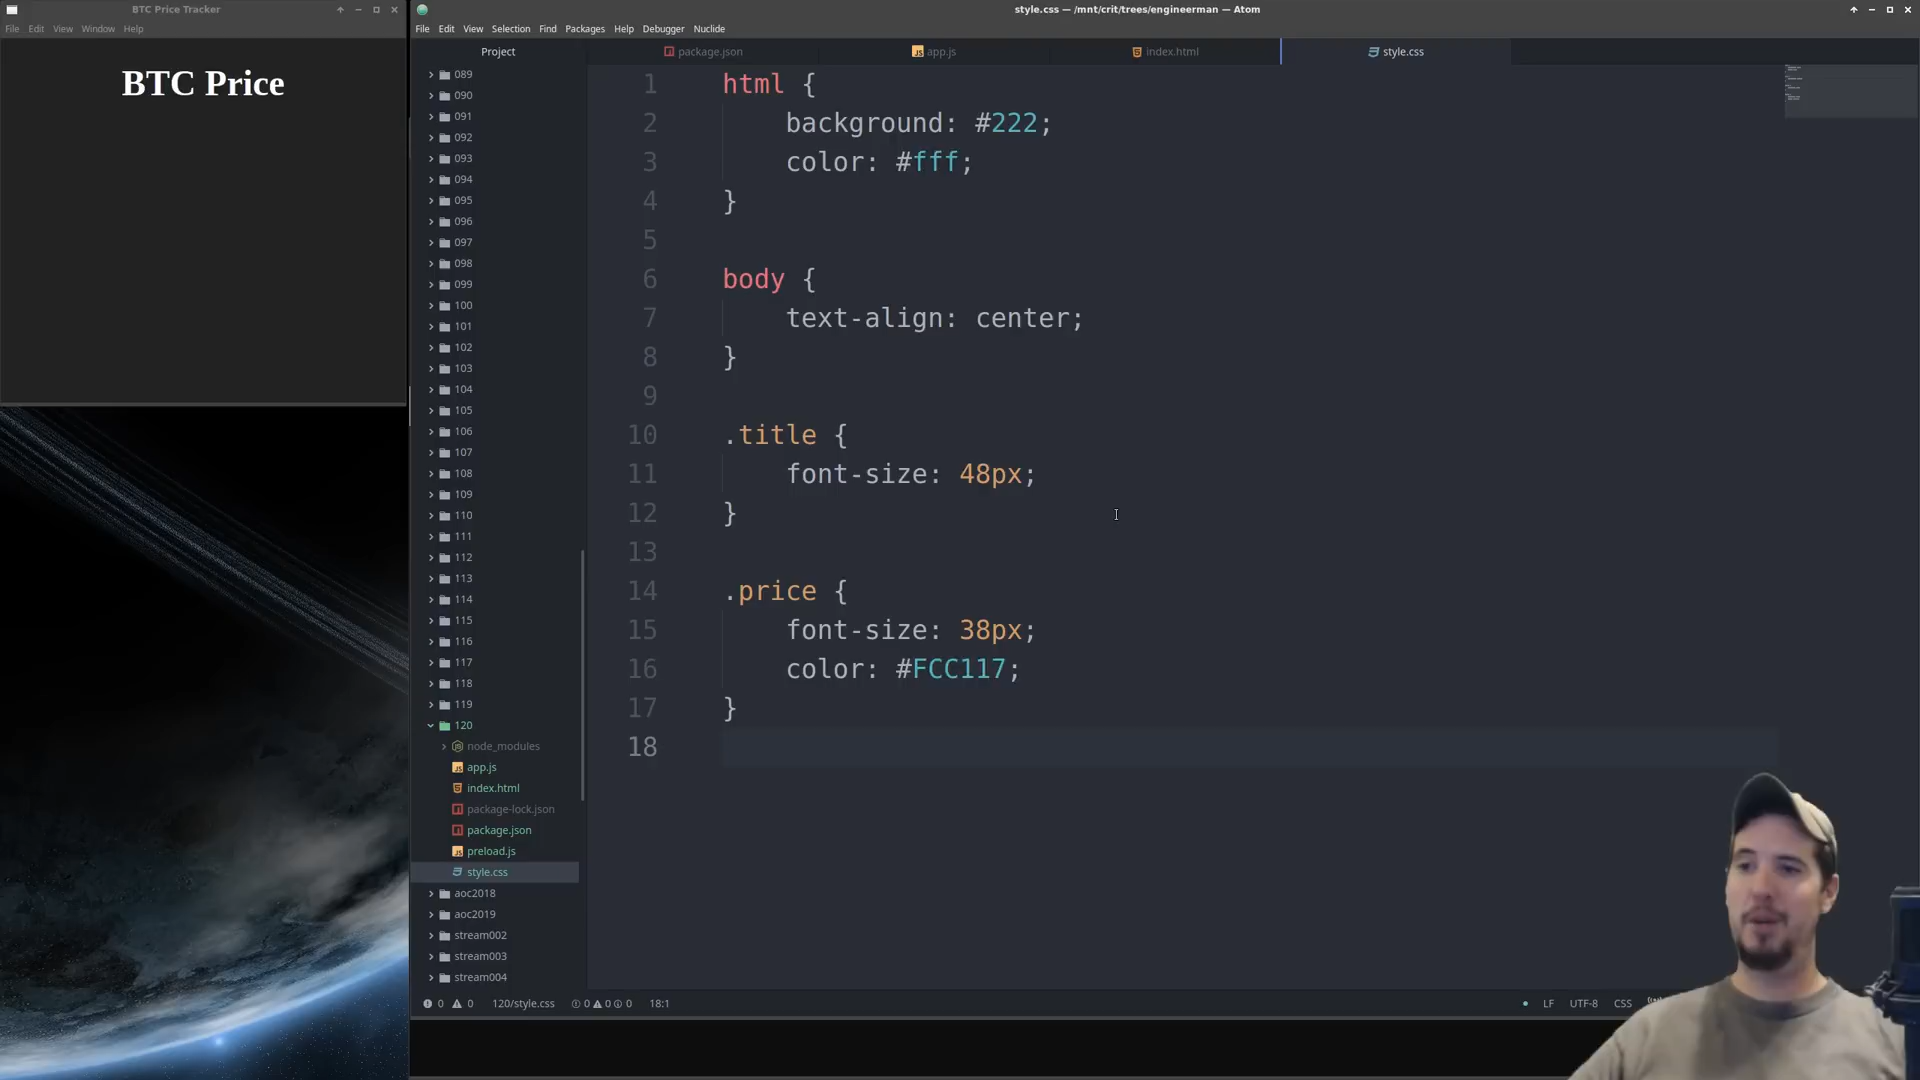 BTC Price Tracker
File Edit View Window Help
BTC Price
style.css — /mnt/crit/trees/engineerman — Atom
File Edit Selection View Find Packages Help Debugger Nuclide
Project
089
090
091
092
093
094
095
096
097
098
099
100
101
102
103
104
105
106
107
108
109
110
111
112
113
114
115
116
117
118
119
120
node_modules
app.js
index.html
package-lock.json
package.json
preload.js
style.css
aoc2018
aoc2019
stream002
stream003
stream004
package.json app.js index.html style.css
1 html {
2 background: #222;
3 color: #fff;
4 }
5
6 body {
7 text-align: center;
8 }
9
10 .title {
11 font-size: 48px;
12 }
13
14 .price {
15 font-size: 38px;
16 color: #FCC117;
17 }
18
0 0 120/style.css 0 0 0 18:1 LF UTF-8 CSS